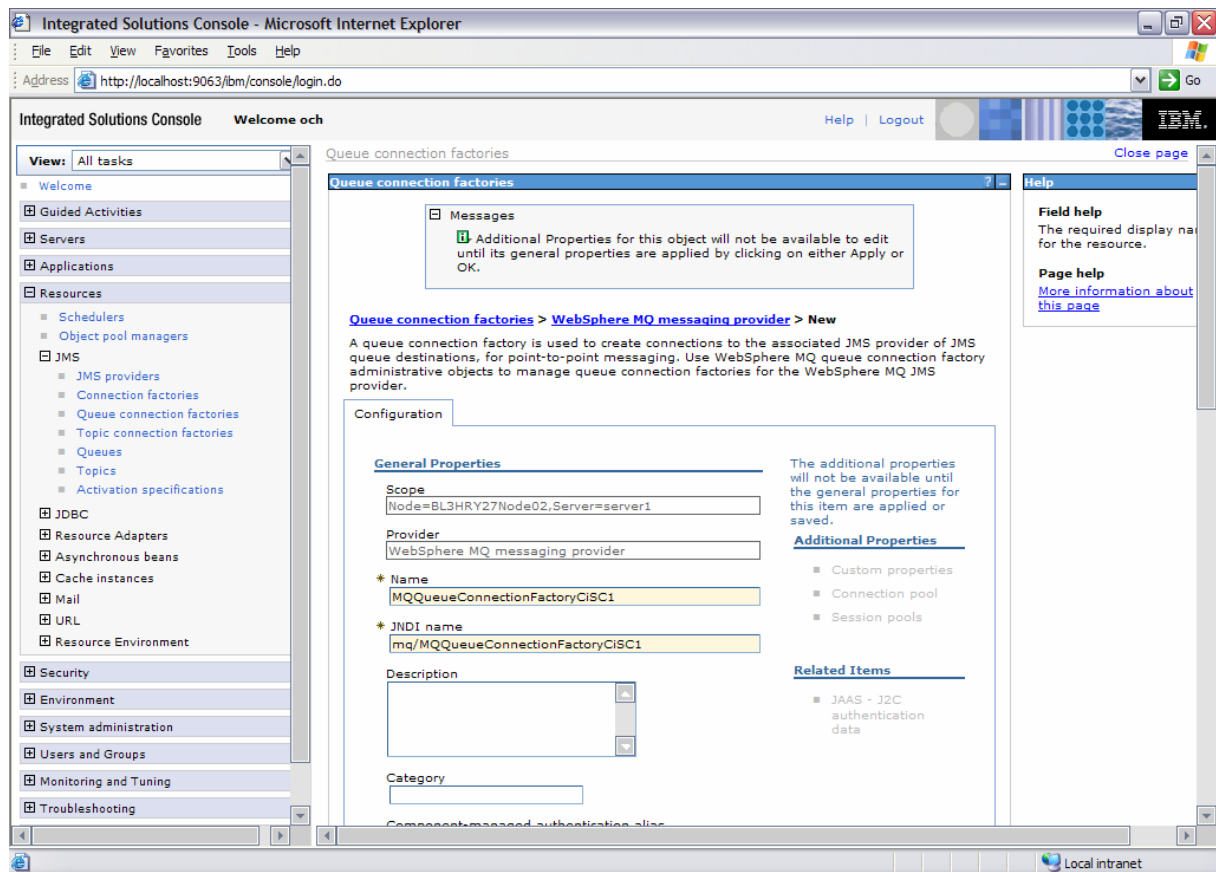 Integrated Solutions Console - Microsoft Internet Explorer
File Edit View Favorites Tools Help
Address http://localhost:9063/ibm/console/login.do Go
Integrated Solutions Console Welcome och Help | Logout IBM.
View: All tasks
Welcome
Guided Activities
Servers
Applications
Resources
Schedulers
Object pool managers
JMS
JMS providers
Connection factories
Queue connection factories
Topic connection factories
Queues
Topics
Activation specifications
JDBC
Resource Adapters
Asynchronous beans
Cache instances
Mail
URL
Resource Environment
Security
Environment
System administration
Users and Groups
Monitoring and Tuning
Troubleshooting
Queue connection factories Close page
Queue connection factories ? -
Messages
Additional Properties for this object will not be available to edit
until its general properties are applied by clicking on either Apply or
OK.
Queue connection factories > WebSphere MQ messaging provider > New
A queue connection factory is used to create connections to the associated JMS provider of JMS
queue destinations, for point-to-point messaging. Use WebSphere MQ queue connection factory
administrative objects to manage queue connection factories for the WebSphere MQ JMS
provider.
Configuration
General Properties
Scope
Node=BL3HRY27Node02,Server=server1
Provider
WebSphere MQ messaging provider
* Name
MQQueueConnectionFactoryCiSC1
* JNDI name
mq/MQQueueConnectionFactoryCiSC1
Description
Category
Component-managed authentication alias
The additional properties
will not be available until
the general properties for
this item are applied or
saved.
Additional Properties
Custom properties
Connection pool
Session pools
Related Items
JAAS - J2C
authentication
data
Help
Field help
The required display nam
for the resource.
Page help
More information about
this page
Local intranet